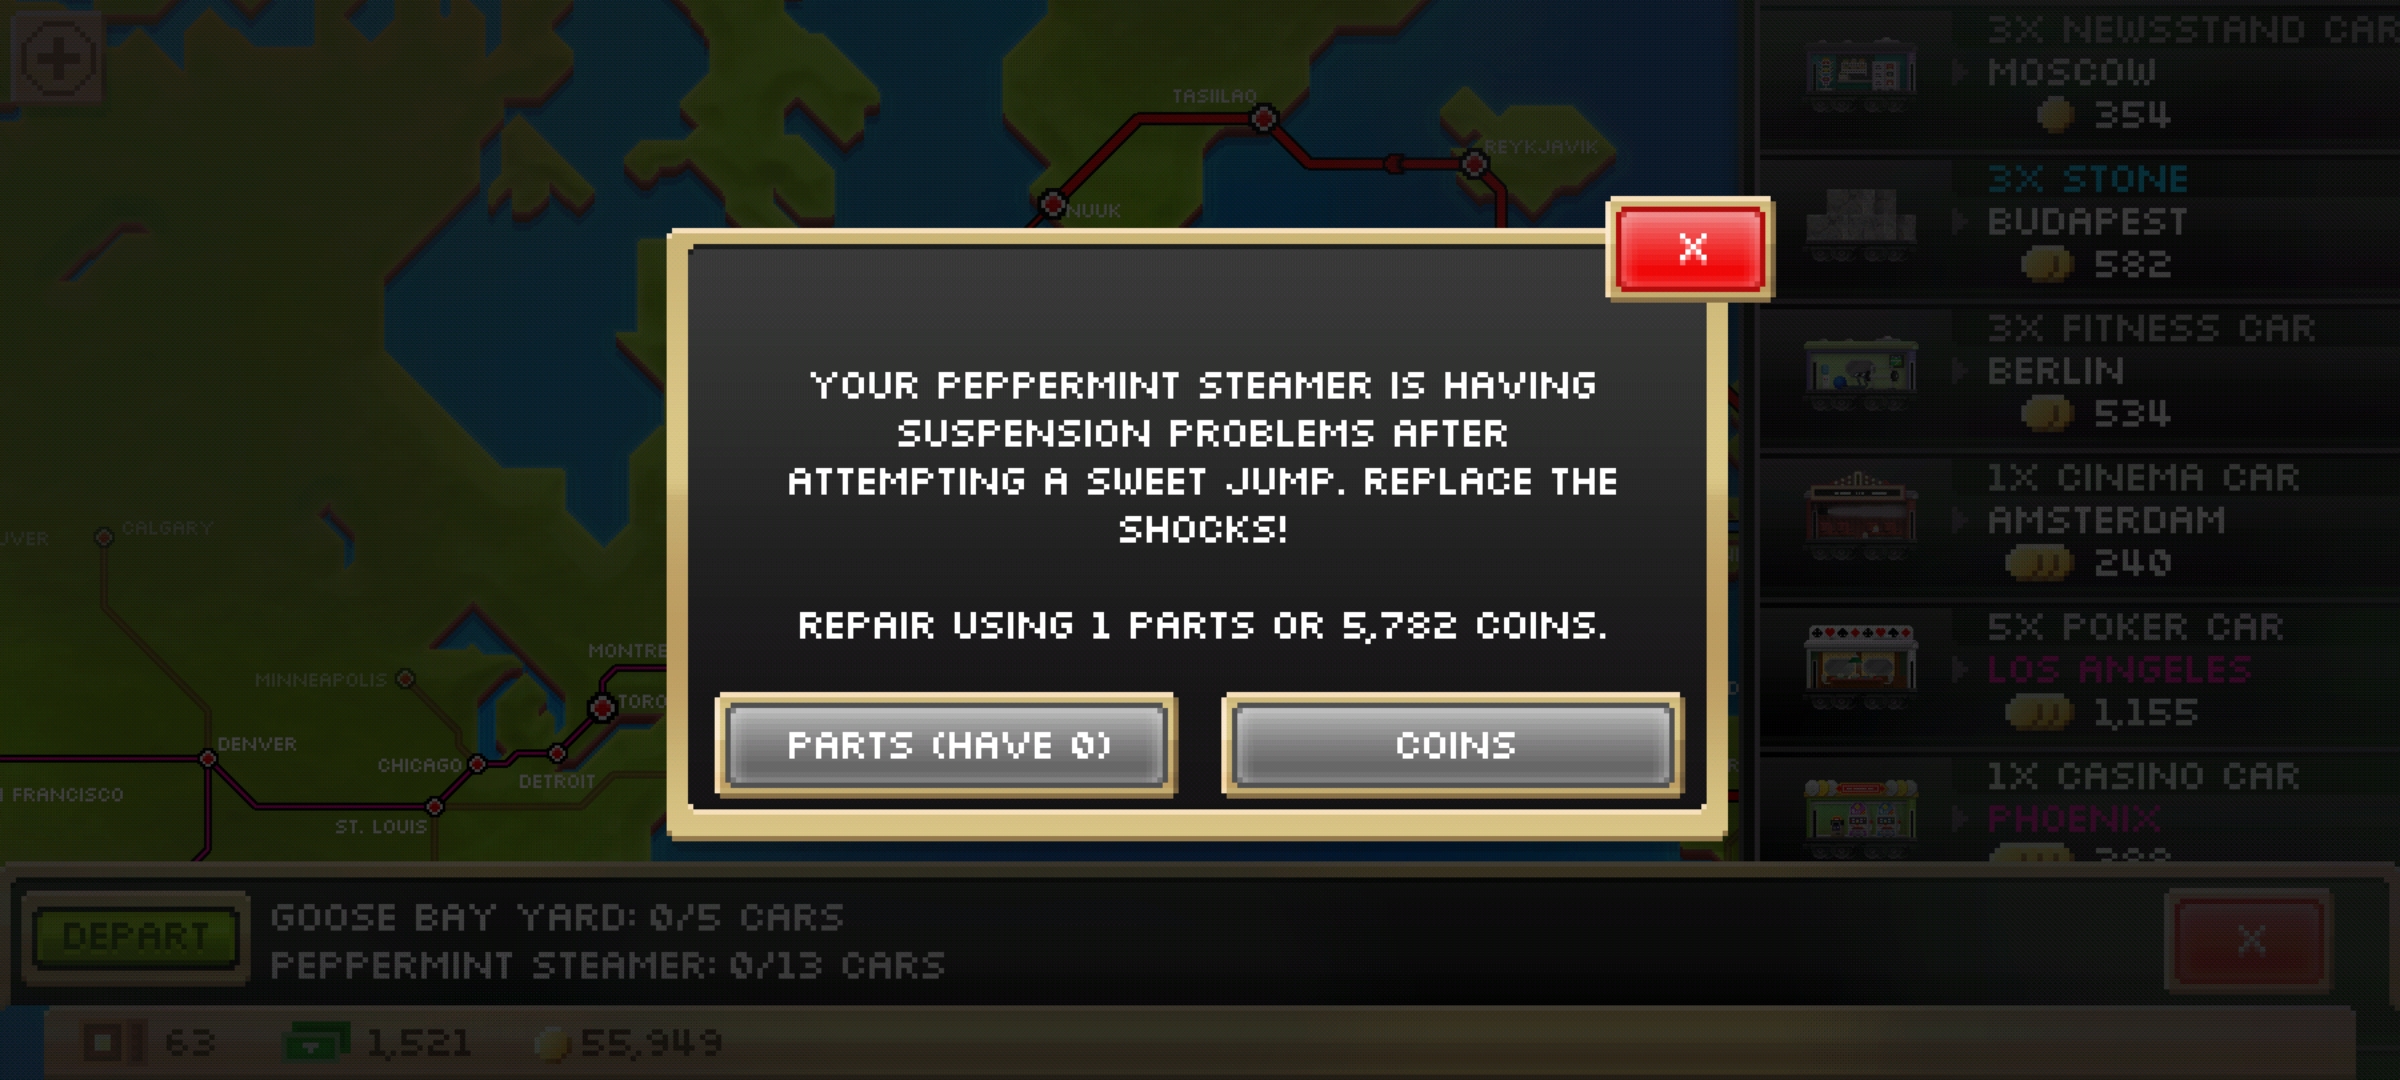 TASIILAQ
REYKJAVIK
NUUK
CALGARY
MINNEAPOLIS
DENVER
CHICAGO
DETROIT
ST. LOUIS
FRANCISCO
3X NEWSSTAND CAR
MOSCOW
354
3X STONE
BUDAPEST
582
3X FITNESS CAR
BERLIN
534
1X CINEMA CAR
AMSTERDAM
240
5X POKER CAR
LOS ANGELES
1,155
1X CASINO CAR
PHOENIX
X
YOUR PEPPERMINT STEAMER IS HAVING
SUSPENSION PROBLEMS AFTER
ATTEMPTING A SWEET JUMP. REPLACE THE
SHOCKS!
REPAIR USING 1 PARTS OR 5,782 COINS.
PARTS (HAVE 0)
COINS
DEPART
GOOSE BAY YARD: 0/5 CARS
PEPPERMINT STEAMER: 0/13 CARS
X
63
1,521
55,949